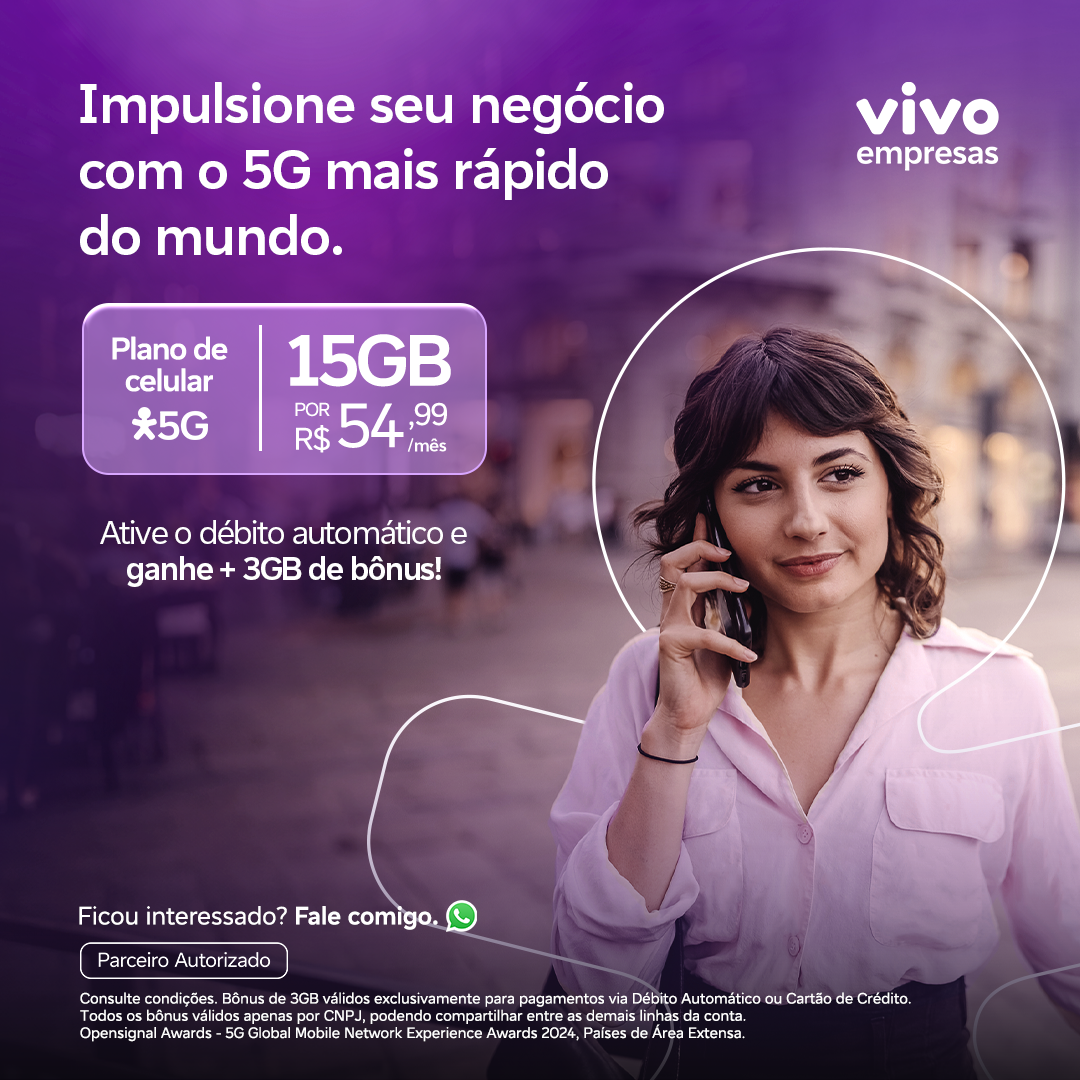 Impulsione seu negócio
com o 5G mais rápido
do mundo.
vivo
empresas
Plano de
celular
5G
15GB
POR
R$ 54,99
/mês
Ative o débito automático e
ganhe + 3GB de bônus!
Ficou interessado? Fale comigo.
Parceiro Autorizado
Consulte condições. Bônus de 3GB válidos exclusivamente para pagamentos via Débito Automático ou Cartão de Crédito.
Todos os bônus válidos apenas por CNPJ, podendo compartilhar entre as demais linhas da conta.
Opensignal Awards - 5G Global Mobile Network Experience Awards 2024, Países de Área Extensa.